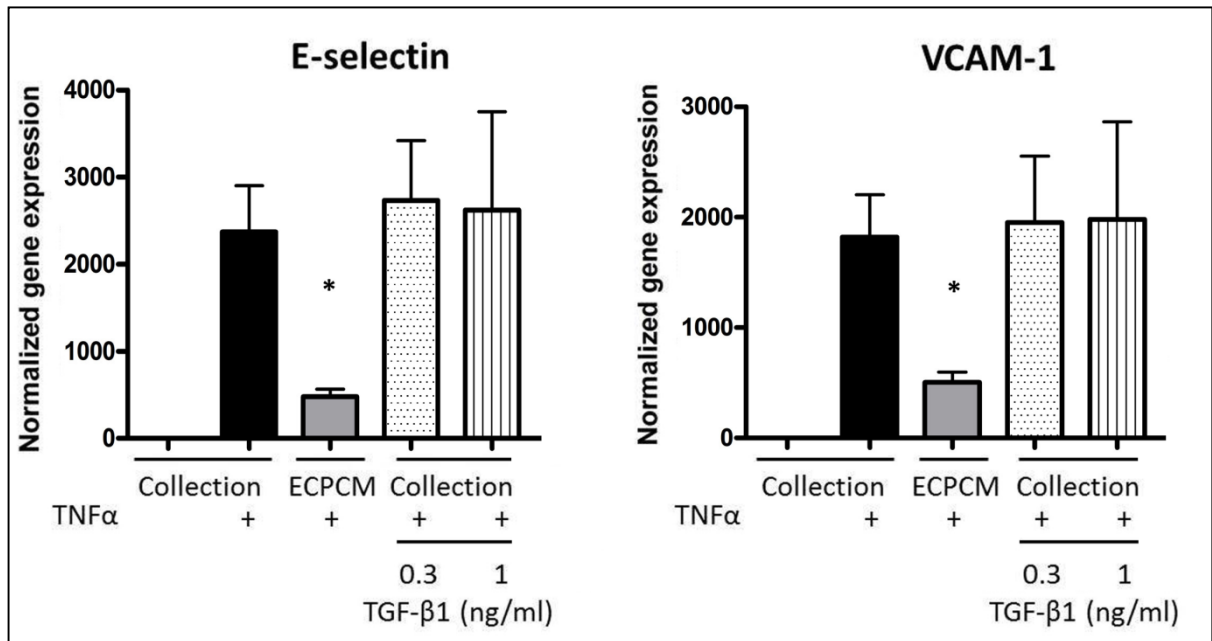 E-selectin
Normalized gene expression
4000
3000
2000
1000
0
*
Collection ECPCM Collection
TNFα + + + +
0.3 1
TGF-β1 (ng/ml)
VCAM-1
Normalized gene expression
3000
2000
1000
0
*
Collection ECPCM Collection
TNFα + + + +
0.3 1
TGF-β1 (ng/ml)